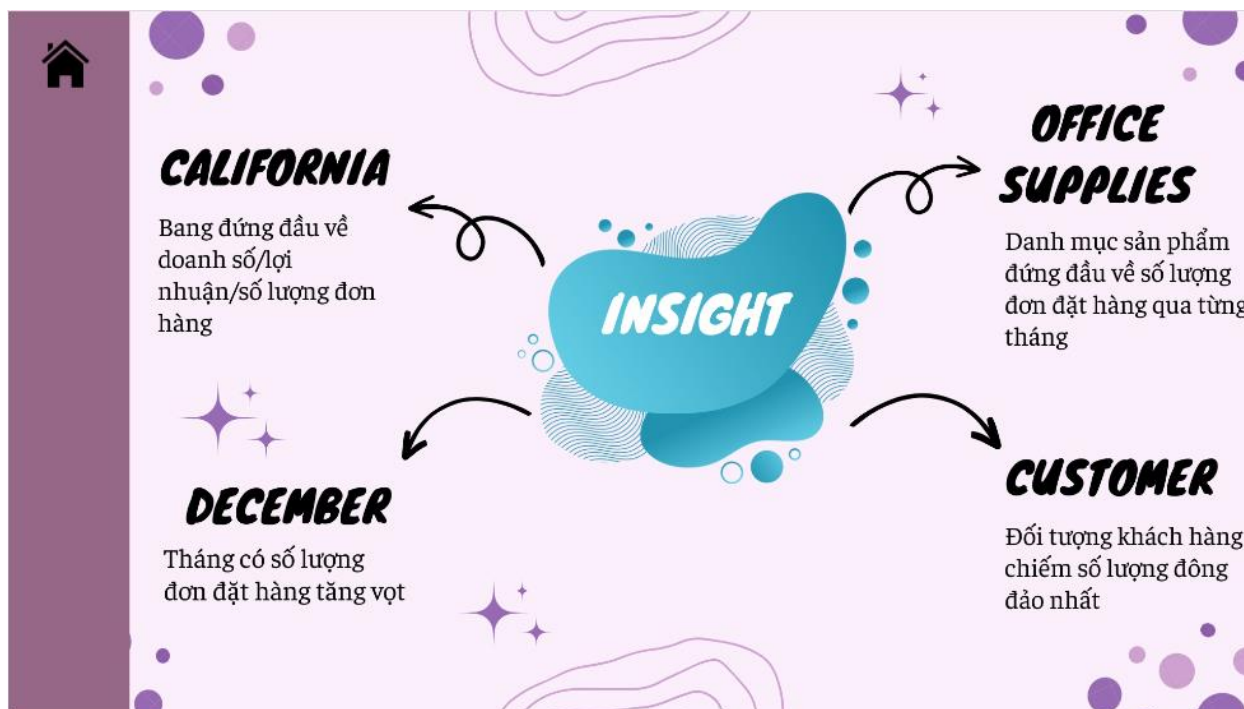 CALIFORNIA
Bang đứng đầu về
doanh số/lợi
nhuận/số lượng đơn
hàng
OFFICE
SUPPLIES
Danh mục sản phẩm
đứng đầu về số lượng
đơn đặt hàng qua từng
tháng
INSIGHT
DECEMBER
Tháng có số lượng
đơn đặt hàng tăng vọt
CUSTOMER
Đối tượng khách hàng
chiếm số lượng đông
đảo nhất